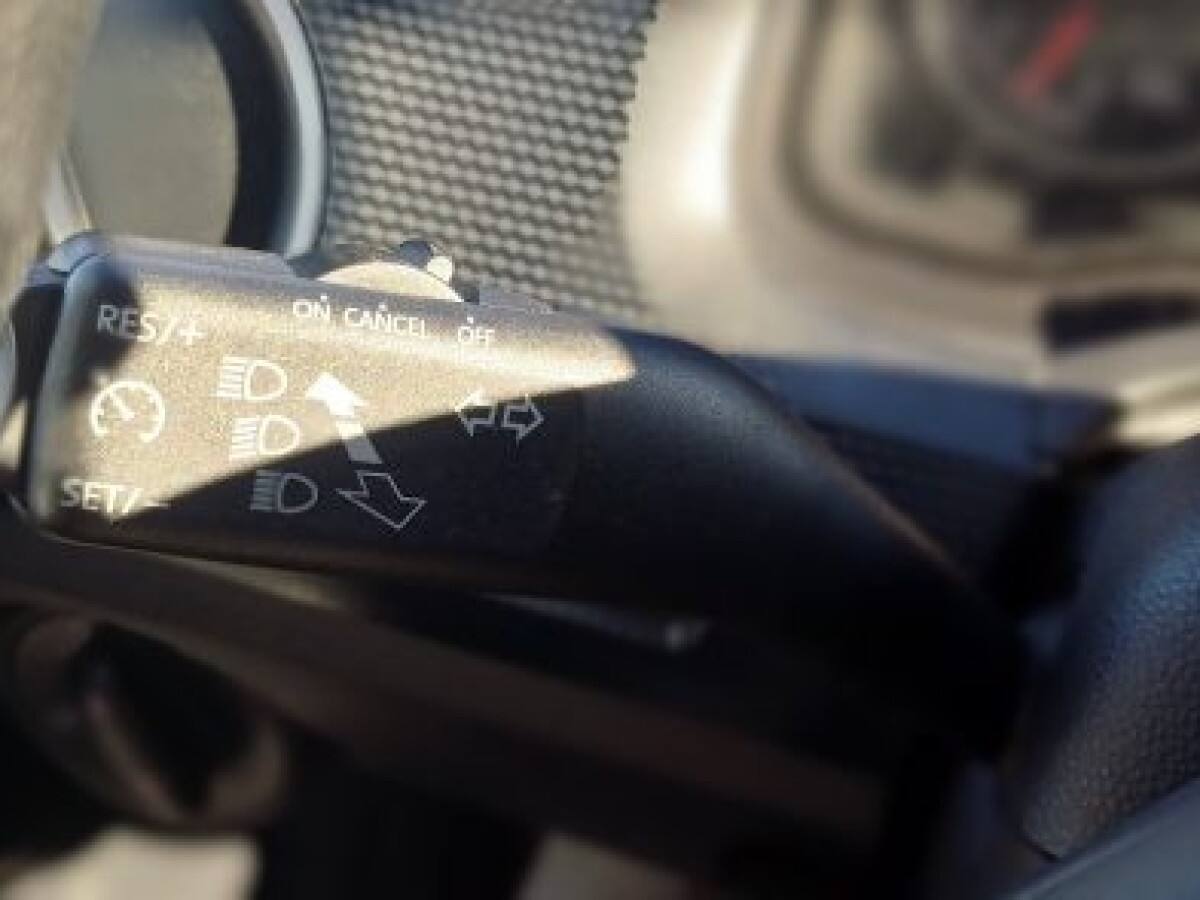 ON CANCEL OFF
RES/+
SET/-